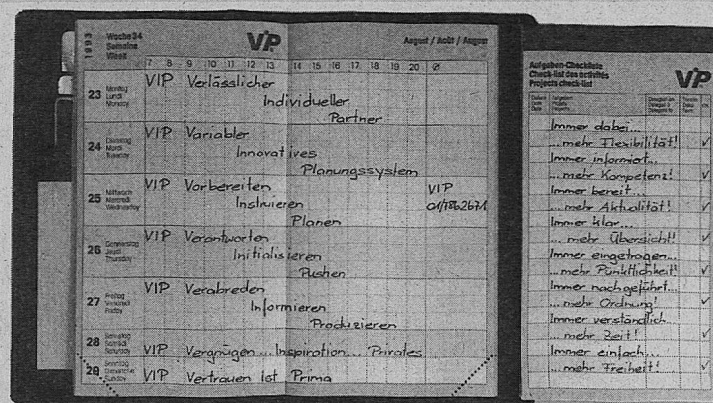 1993
Woche 34
Semaine
Week
VIP
August / Août / August
7 8 9 10 11 12 13 14 15 16 17 18 19 20
23 Montag
Lundi
Monday
VIP Verlässlicher
Individueller
Partner
24 Dienstag
Mardi
Tuesday
VIP Variabler
Innovatives
Planungssystem
25 Mittwoch
Mercredi
Wednesday
VIP Vorbereiten
Instruieren
Planen
VIP
26 Donnerstag
Jeudi
Thursday
VIP Verantworten
Initialisieren
Pushen
27 Freitag
Vendredi
Friday
VIP Verabreden
Informieren
Produzieren
28 Samstag
Samedi
Saturday
VIP Vergnügen... Inspiration... Privates
29 Sonntag
Dimanche
Sunday
VIP Vertrauen Ist Prima
Aufgaben-Checkliste
Check-list des activités
Projects check-list
VIP
Immer dabei...
...mehr Flexibilität! ✓
Immer informiert...
...mehr Kompetenz! ✓
Immer bereit...
...mehr Aktualität! ✓
Immer klar...
...mehr Übersicht! ✓
Immer eingetragen...
...mehr Pünktlichkeit! ✓
Immer nachgeführt...
...mehr Ordnung! ✓
Immer verständlich...
...mehr Zeit! ✓
Immer einfach...
...mehr Freiheit! ✓